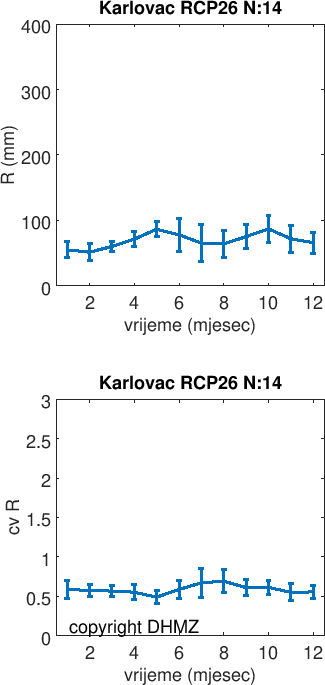 Karlovac RCP26 N:14
400
300
200
100
0
R (mm)
2 4 6 8 10 12
vrijeme (mjesec)
Karlovac RCP26 N:14
3
2.5
2
1.5
1
0.5
0
cv R
copyright DHMZ
2 4 6 8 10 12
vrijeme (mjesec)